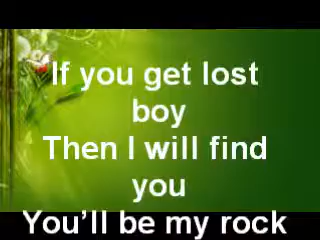 If you get lost
boy
Then I will find
you
You'll be my rock